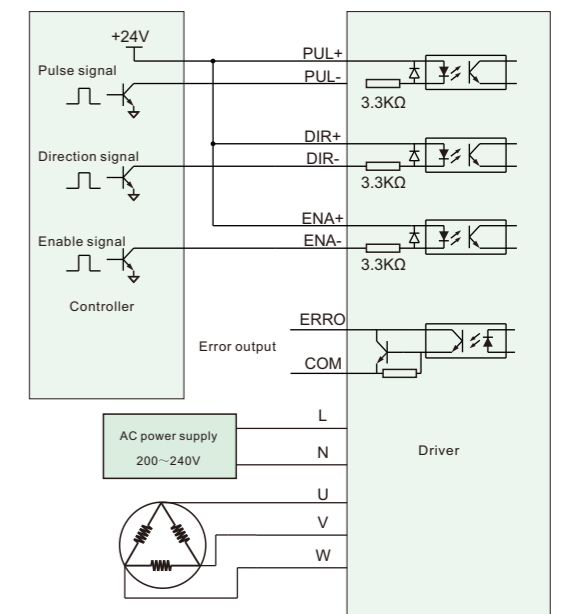 +24V
PUL+
Pulse signal
PUL-
3.3KΩ
DIR+
Direction signal
DIR-
3.3KΩ
ENA+
Enable signal
ENA-
3.3KΩ
Controller
ERRO
Error output
COM
L
AC power supply
200～240V
N
Driver
U
V
W